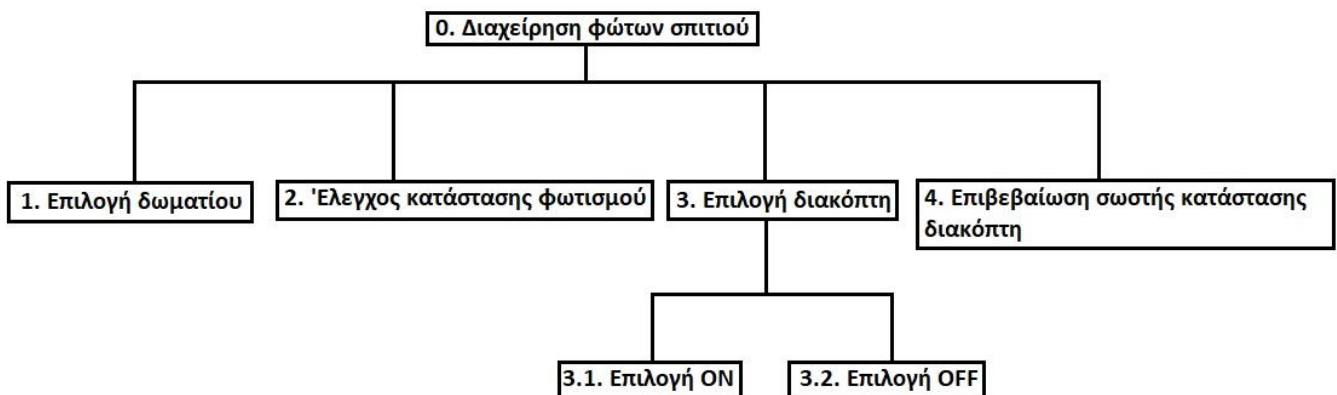 0. Διαχείρηση φώτων σπιτιού
1. Επιλογή δωματίου
2. 'Ελεγχος κατάστασης φωτισμού
3. Επιλογή διακόπτη
4. Επιβεβαίωση σωστής κατάστασης
διακόπτη
3.1. Επιλογή ON
3.2. Επιλογή OFF